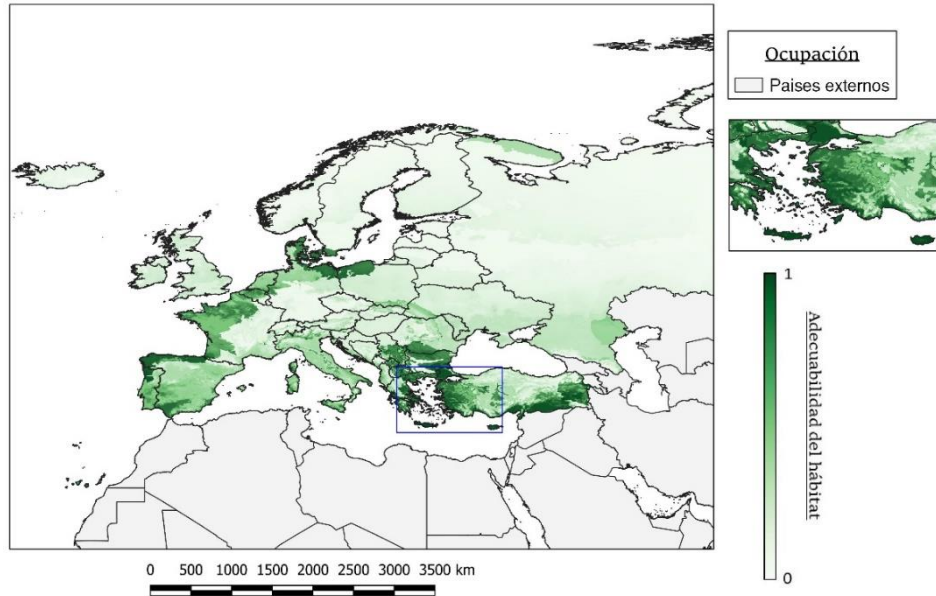 Ocupación
Paises externos
1
Adecuabilidad del hábitat
0
0 500 1000 1500 2000 2500 3000 3500 km